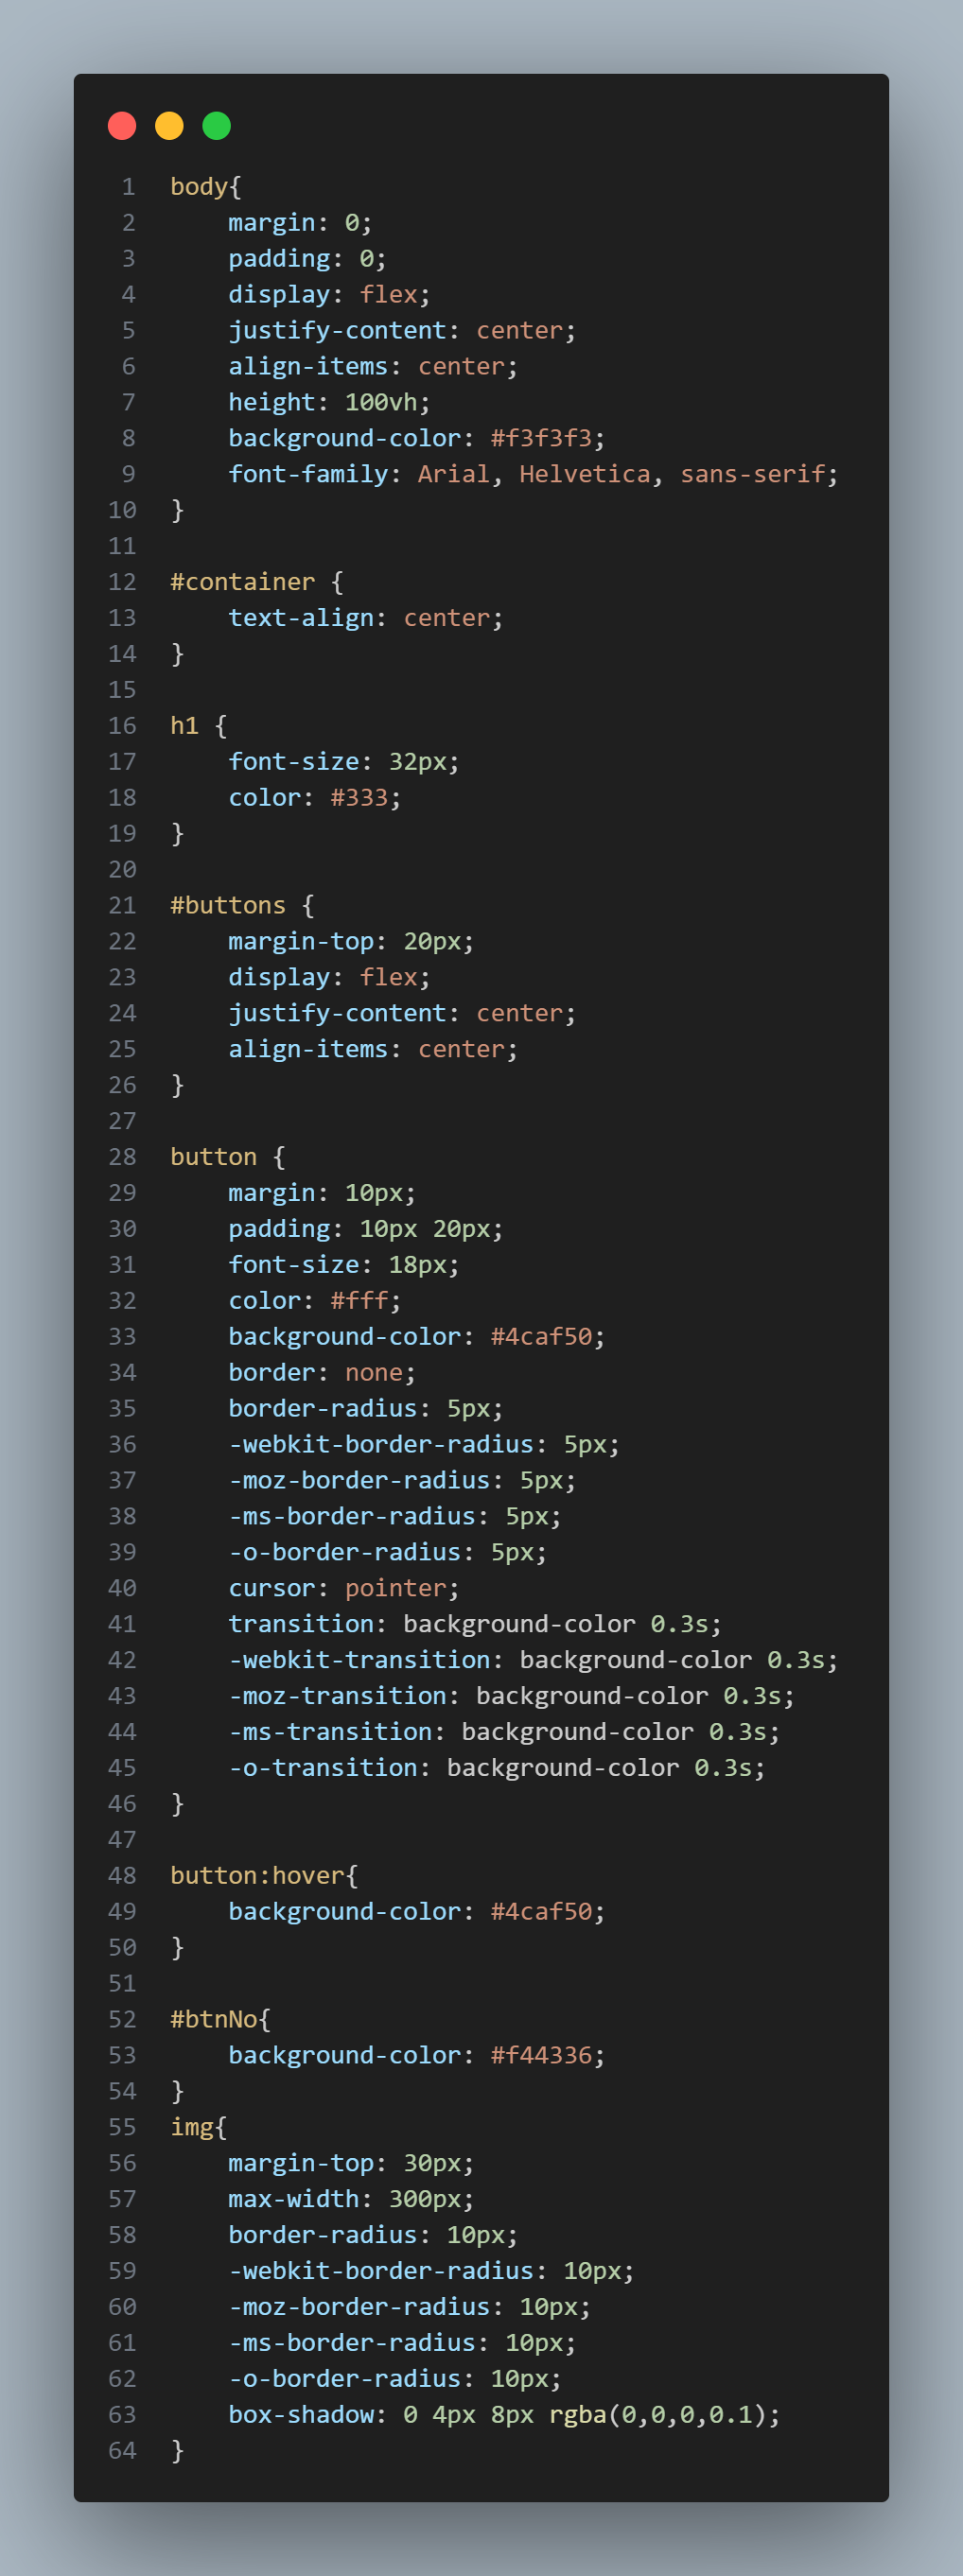 1 body{
2     margin: 0;
3     padding: 0;
4     display: flex;
5     justify-content: center;
6     align-items: center;
7     height: 100vh;
8     background-color: #f3f3f3;
9     font-family: Arial, Helvetica, sans-serif;
10 }
11
12 #container {
13     text-align: center;
14 }
15
16 h1 {
17     font-size: 32px;
18     color: #333;
19 }
20
21 #buttons {
22     margin-top: 20px;
23     display: flex;
24     justify-content: center;
25     align-items: center;
26 }
27
28 button {
29     margin: 10px;
30     padding: 10px 20px;
31     font-size: 18px;
32     color: #fff;
33     background-color: #4caf50;
34     border: none;
35     border-radius: 5px;
36     -webkit-border-radius: 5px;
37     -moz-border-radius: 5px;
38     -ms-border-radius: 5px;
39     -o-border-radius: 5px;
40     cursor: pointer;
41     transition: background-color 0.3s;
42     -webkit-transition: background-color 0.3s;
43     -moz-transition: background-color 0.3s;
44     -ms-transition: background-color 0.3s;
45     -o-transition: background-color 0.3s;
46 }
47
48 button:hover{
49     background-color: #4caf50;
50 }
51
52 #btnNo{
53     background-color: #f44336;
54 }
55 img{
56     margin-top: 30px;
57     max-width: 300px;
58     border-radius: 10px;
59     -webkit-border-radius: 10px;
60     -moz-border-radius: 10px;
61     -ms-border-radius: 10px;
62     -o-border-radius: 10px;
63     box-shadow: 0 4px 8px rgba(0,0,0,0.1);
64 }